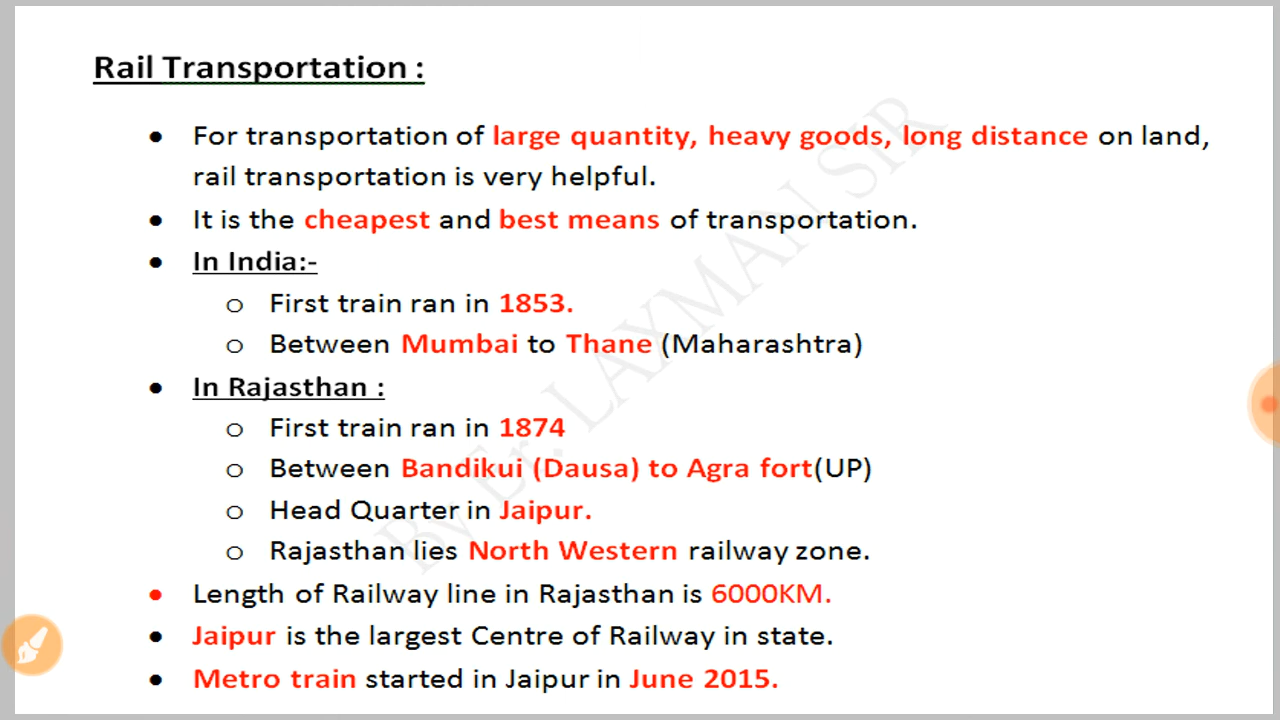 Rail Transportation :
• For transportation of large quantity, heavy goods, long distance on land,
rail transportation is very helpful.
• It is the cheapest and best means of transportation.
• In India:-
o First train ran in 1853.
o Between Mumbai to Thane (Maharashtra)
• In Rajasthan :
o First train ran in 1874
o Between Bandikui (Dausa) to Agra fort(UP)
o Head Quarter in Jaipur.
o Rajasthan lies North Western railway zone.
• Length of Railway line in Rajasthan is 6000KM.
• Jaipur is the largest Centre of Railway in state.
• Metro train started in Jaipur in June 2015.
By Er. LAXMAN SIR